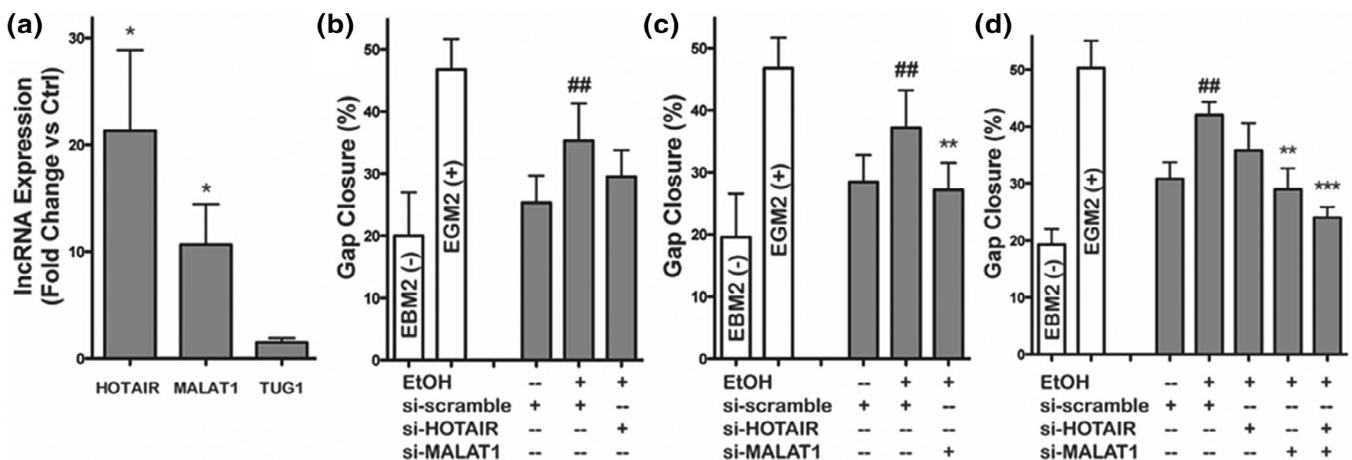 (a)
lncRNA Expression
(Fold Change vs Ctrl)
30
20
10
0
*
*
HOTAIR MALAT1 TUG1
(b)
Gap Closure (%)
50
40
30
20
10
0
EBM2 (-)
EGM2 (+)
##
EtOH -- + +
si-scramble + + --
si-HOTAIR -- -- +
si-MALAT1 -- -- --
(c)
Gap Closure (%)
50
40
30
20
10
0
EBM2 (-)
EGM2 (+)
##
**
EtOH -- + +
si-scramble + + --
si-HOTAIR -- -- --
si-MALAT1 -- -- +
(d)
Gap Closure (%)
50
40
30
20
10
0
EBM2 (-)
EGM2 (+)
##
**
***
EtOH -- + + + +
si-scramble + + -- -- --
si-HOTAIR -- -- + -- +
si-MALAT1 -- -- -- + +